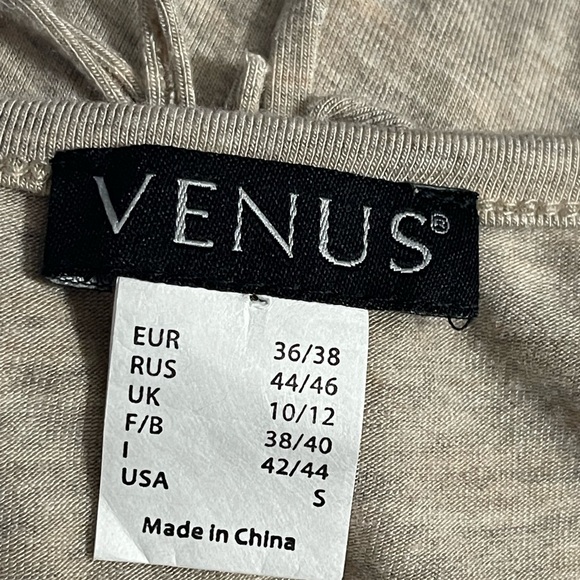 VENUS®
EUR 36/38
RUS 44/46
UK 10/12
F/B 38/40
I 42/44
USA S
Made in China